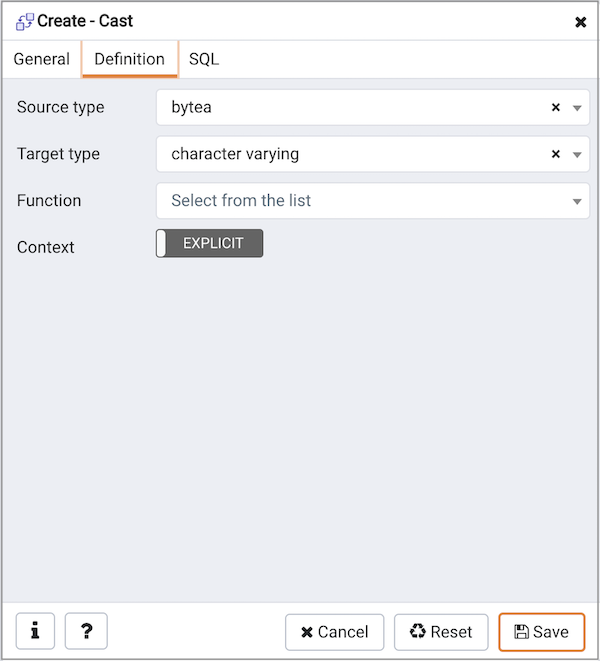 Create - Cast
General Definition SQL
Source type bytea
Target type character varying
Function Select from the list
Context EXPLICIT
i ? Cancel Reset Save